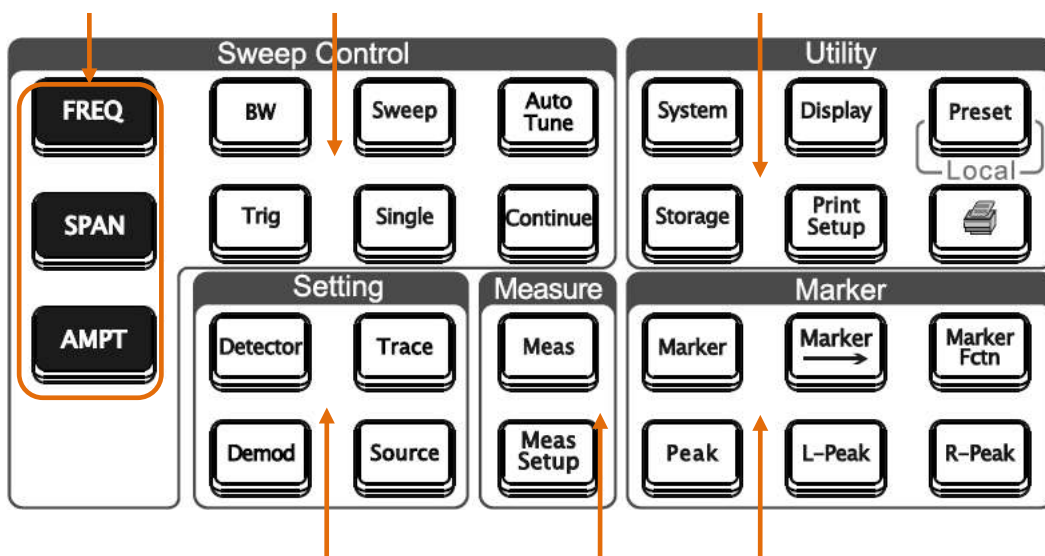 Sweep Control
FREQ
BW
Sweep
Auto
Tune
SPAN
Trig
Single
Continue
AMPT
Utility
System
Display
Preset
Local
Storage
Print
Setup
Setting
Detector
Trace
Demod
Source
Measure
Meas
Meas
Setup
Marker
Marker
Marker
Marker
Fctn
Peak
L-Peak
R-Peak